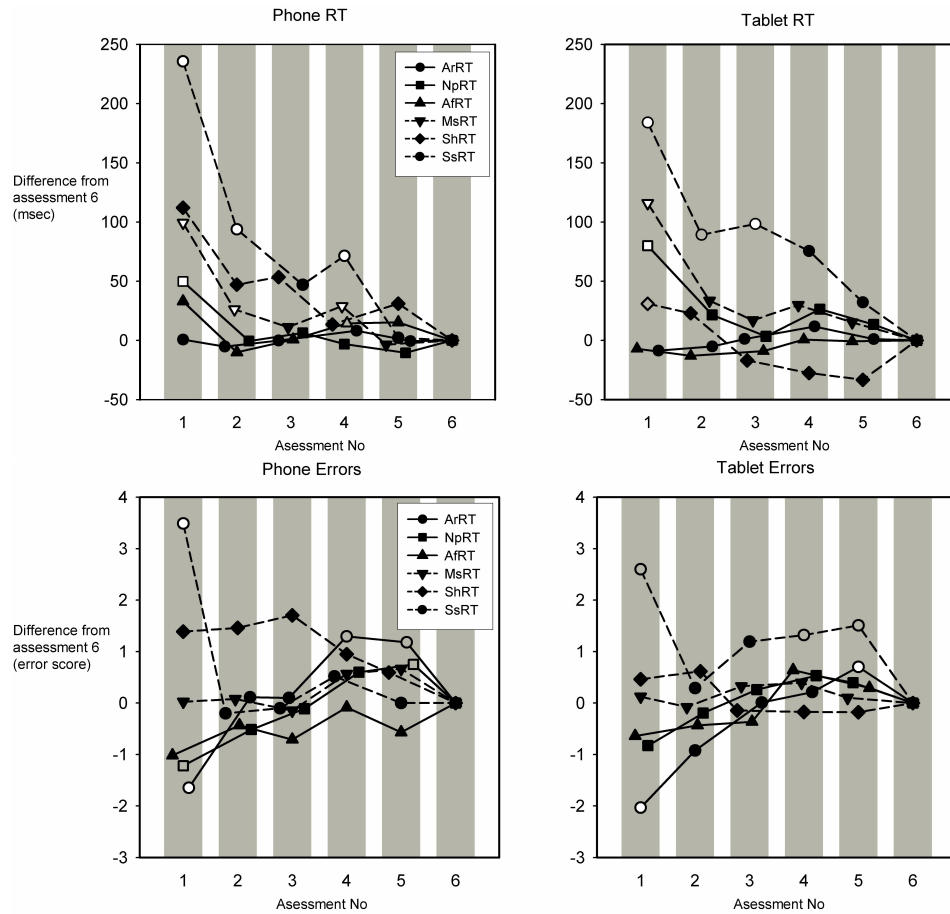 Phone RT
Tablet RT
250
200
150
100
50
0
-50
ArRT
NpRT
AfRT
MsRT
ShRT
SsRT
Difference from
assessment 6
(msec)
1 2 3 4 5 6
Asessment No
250
200
150
100
50
0
-50
1 2 3 4 5 6
Asessment No
Phone Errors
Tablet Errors
4
3
2
1
0
-1
-2
-3
ArRT
NpRT
AfRT
MsRT
ShRT
SsRT
Difference from
assessment 6
(error score)
1 2 3 4 5 6
Asessment No
4
3
2
1
0
-1
-2
-3
1 2 3 4 5 6
Asessment No